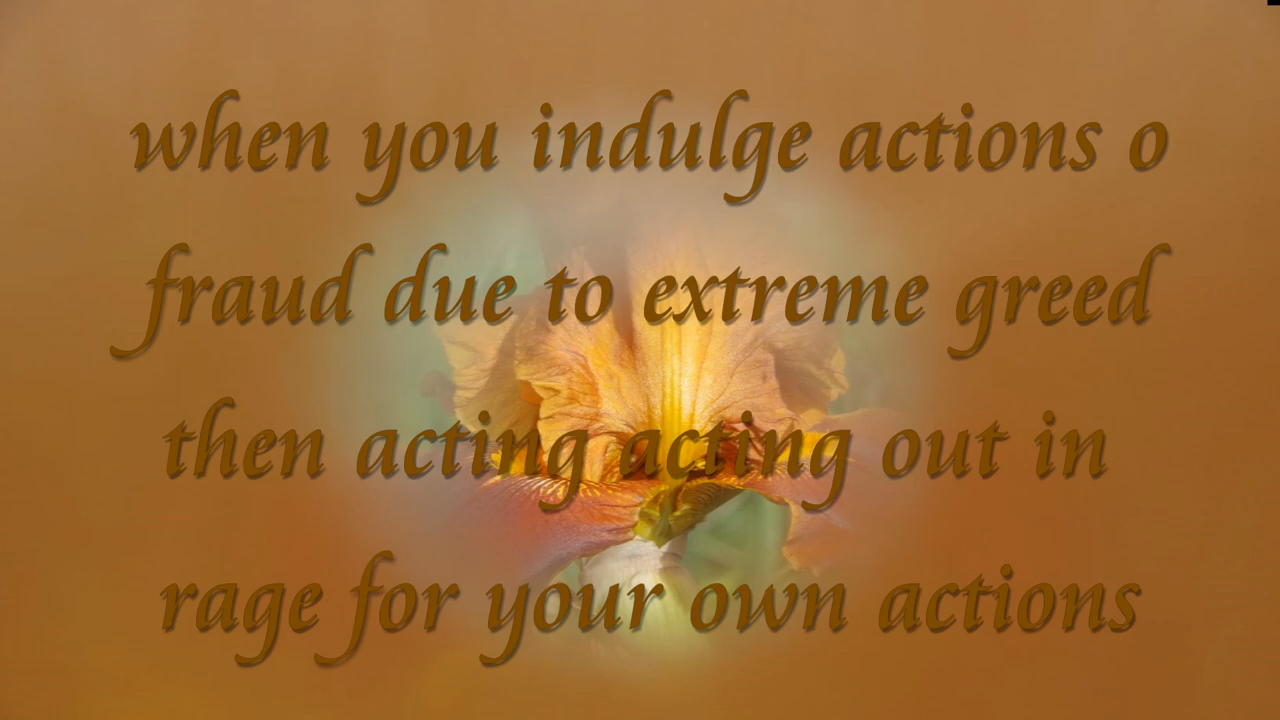 when you indulge actions o
fraud due to extreme greed
then acting acting out in
rage for your own actions